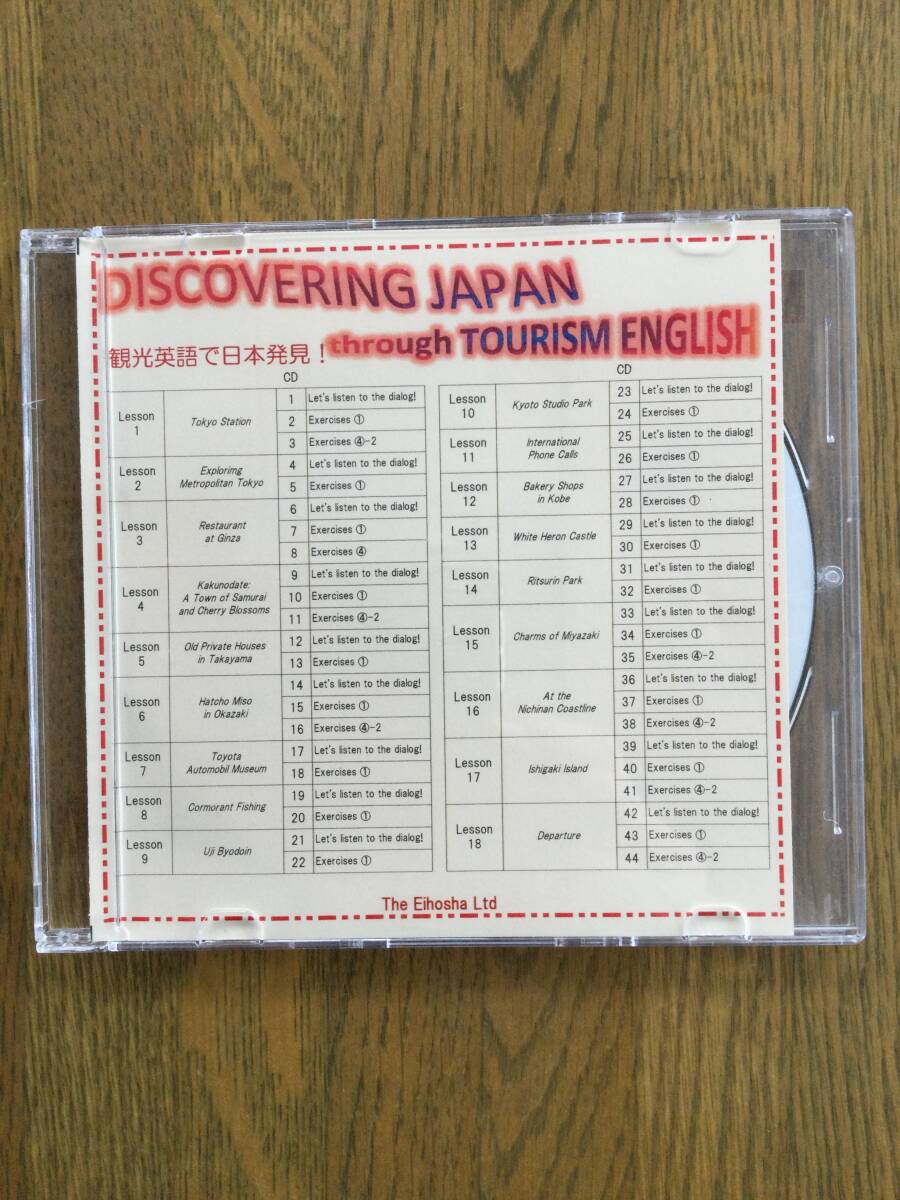 DISCOVERING JAPAN
through TOURISM ENGLISH
観光英語で日本発見！
CD
Lesson 1 Tokyo Station 1 Let's listen to the dialog!
2 Exercises ①
3 Exercises ④-2
Lesson 2 Explorimg Metropolitan Tokyo 4 Let's listen to the dialog!
5 Exercises ①
Lesson 3 Restaurant at Ginza 6 Let's listen to the dialog!
7 Exercises ①
8 Exercises ④
Lesson 4 Kakunodate: A Town of Samurai and Cherry Blossoms 9 Let's listen to the dialog!
10 Exercises ①
11 Exercises ④-2
Lesson 5 Old Private Houses in Takayama 12 Let's listen to the dialog!
13 Exercises ①
Lesson 6 Hatcho Miso in Okazaki 14 Let's listen to the dialog!
15 Exercises ①
16 Exercises ④-2
Lesson 7 Toyota Automobil Museum 17 Let's listen to the dialog!
18 Exercises ①
Lesson 8 Cormorant Fishing 19 Let's listen to the dialog!
20 Exercises ①
Lesson 9 Uji Byodoin 21 Let's listen to the dialog!
22 Exercises ①
CD
Lesson 10 Kyoto Studio Park 23 Let's listen to the dialog!
24 Exercises ①
Lesson 11 International Phone Calls 25 Let's listen to the dialog!
26 Exercises ①
Lesson 12 Bakery Shops in Kobe 27 Let's listen to the dialog!
28 Exercises ①
Lesson 13 White Heron Castle 29 Let's listen to the dialog!
30 Exercises ①
Lesson 14 Ritsurin Park 31 Let's listen to the dialog!
32 Exercises ①
Lesson 15 Charms of Miyazaki 33 Let's listen to the dialog!
34 Exercises ①
35 Exercises ④-2
Lesson 16 At the Nichinan Coastline 36 Let's listen to the dialog!
37 Exercises ①
38 Exercises ④-2
Lesson 17 Ishigaki Island 39 Let's listen to the dialog!
40 Exercises ①
41 Exercises ④-2
Lesson 18 Departure 42 Let's listen to the dialog!
43 Exercises ①
44 Exercises ④-2
The Eihosha Ltd